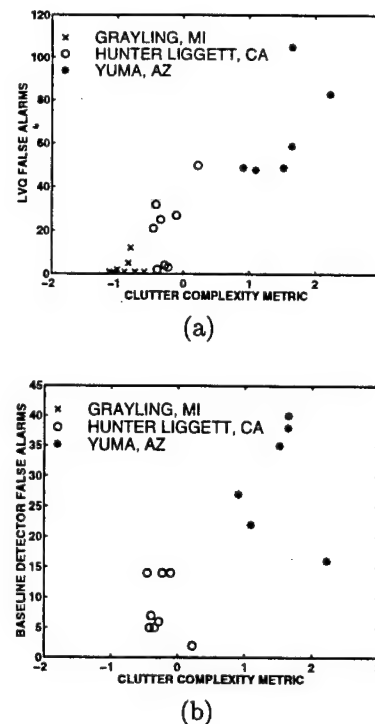 120
100
80
60
40
20
0
LVQ FALSE ALARMS
× GRAYLING, MI
○ HUNTER LIGGETT, CA
● YUMA, AZ
−2 −1 0 1 2 3
CLUTTER COMPLEXITY METRIC
(a)
45
40
35
30
25
20
15
10
5
0
BASELINE DETECTOR FALSE ALARMS
× GRAYLING, MI
○ HUNTER LIGGETT, CA
● YUMA, AZ
−2 −1 0 1 2
CLUTTER COMPLEXITY METRIC
(b)